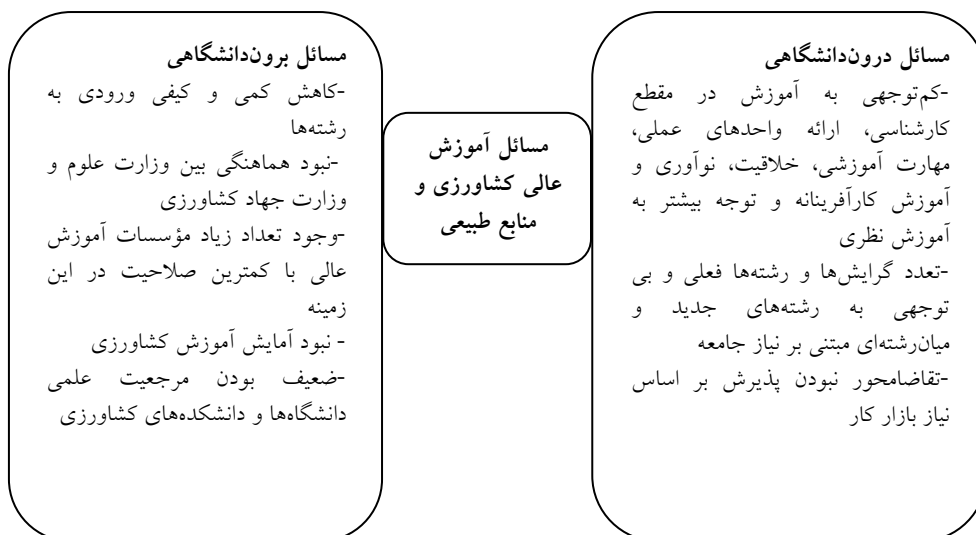 مسائل درون‌دانشگاهی
-کم‌توجهی به آموزش در مقطع
کارشناسی، ارائه واحدهای عملی،
مهارت آموزشی، خلاقیت، نوآوری و
آموزش کارآفرینانه و توجه بیشتر به
آموزش نظری
-تعدد گرایش‌ها و رشته‌ها فعلی و بی
توجهی به رشته‌های جدید و
میان‌رشته‌ای مبتنی بر نیاز جامعه
-تقاضامحور نبودن پذیرش بر اساس
نیاز بازار کار
مسائل آموزش
عالی کشاورزی و
منابع طبیعی
مسائل برون‌دانشگاهی
-کاهش کمی و کیفی ورودی به
رشته‌ها
-نبود هماهنگی بین وزارت علوم و
وزارت جهاد کشاورزی
-وجود تعداد زیاد مؤسسات آموزش
عالی با کمترین صلاحیت در این
زمینه
- نبود آمایش آموزش کشاورزی
-ضعیف بودن مرجعیت علمی
دانشگاه‌ها و دانشکده‌های کشاورزی